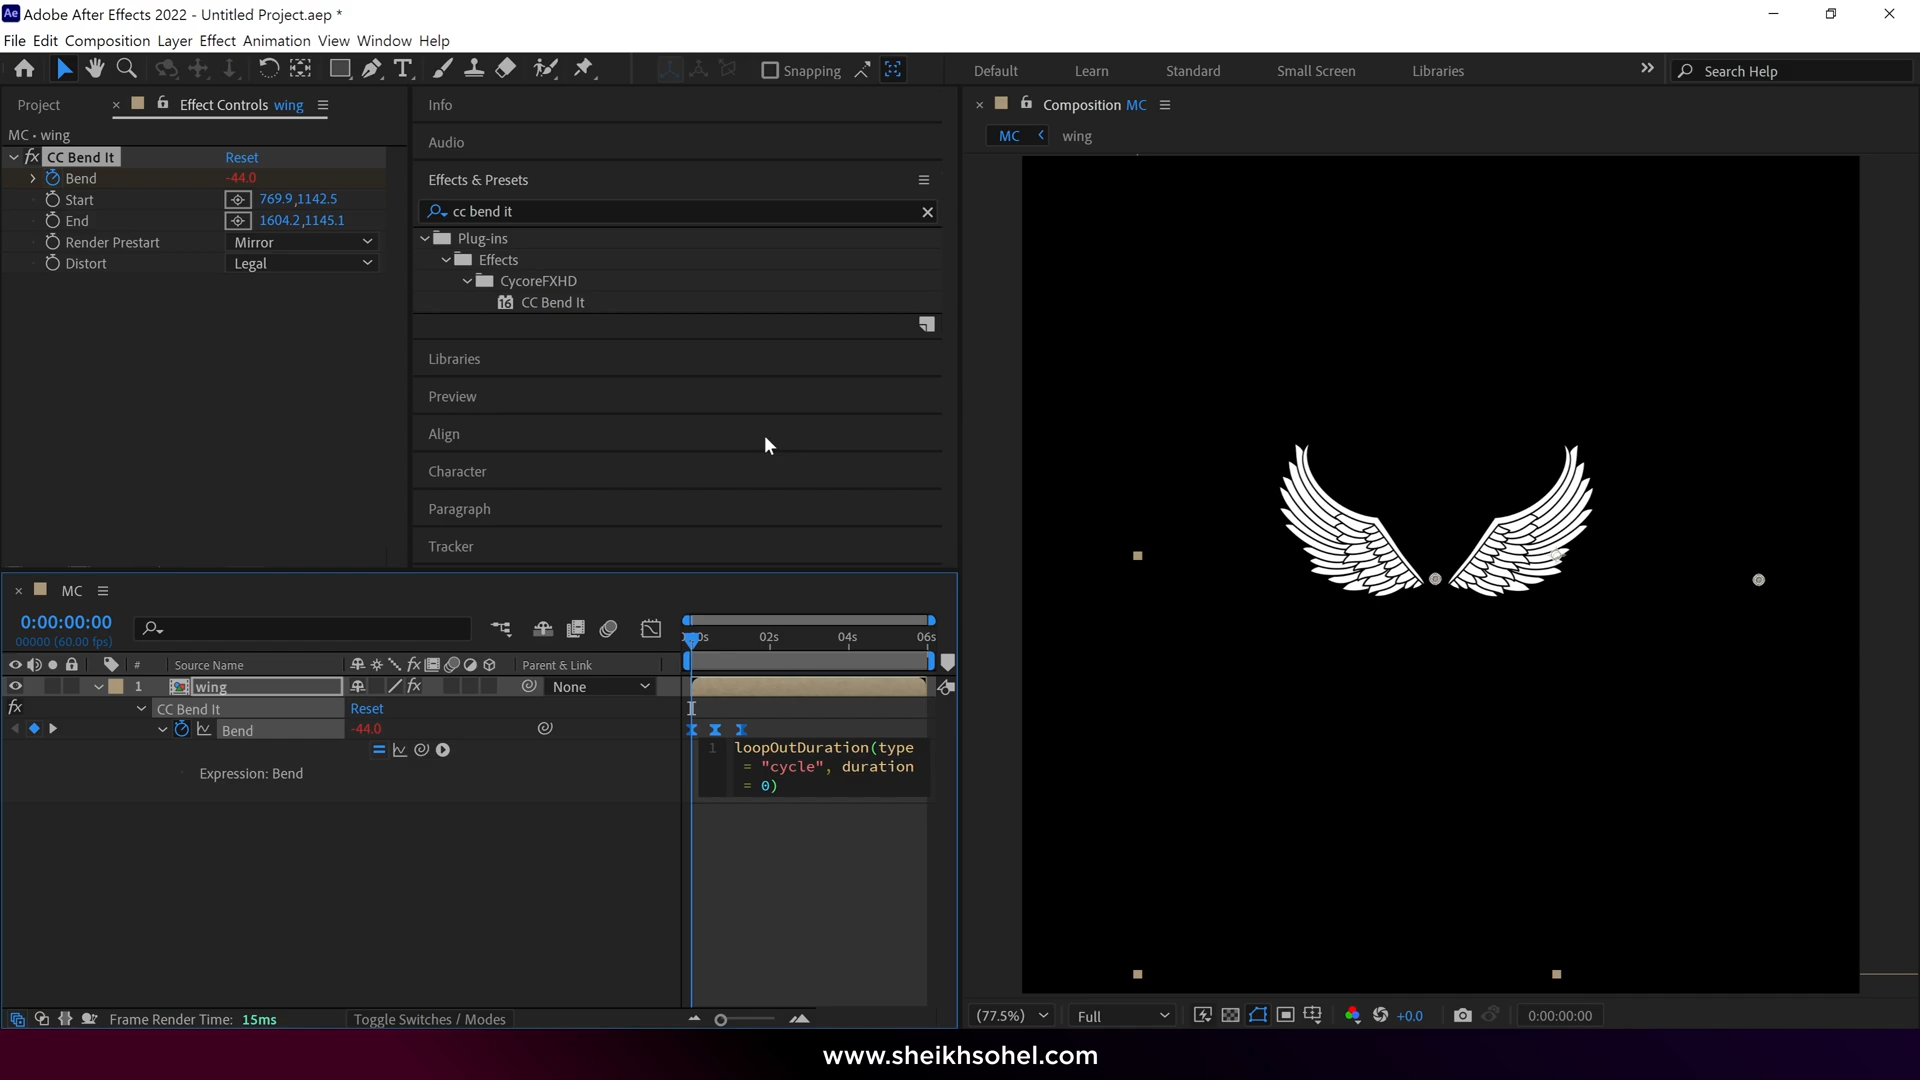 Ae Adobe After Effects 2022 - Untitled Project.aep *
File Edit Composition Layer Effect Animation View Window Help
Snapping
Default Learn Standard Small Screen Libraries
Search Help
Project
Effect Controls wing
MC • wing
fx CC Bend It Reset
Bend -44.0
Start 769.9,1142.5
End 1604.2,1145.1
Render Prestart Mirror
Distort Legal
Info
Audio
Effects & Presets
cc bend it
Plug-ins
Effects
CycoreFXHD
16 CC Bend It
Libraries
Preview
Align
Character
Paragraph
Tracker
Composition MC
MC wing
MC
0:00:00:00
00000 (60.00 fps)
02s 04s 06s
# Source Name fx Parent & Link
1 wing fx None
fx CC Bend It Reset
Bend -44.0
Expression: Bend
1 loopOutDuration(type
= "cycle", duration
= 0)
Frame Render Time: 15ms Toggle Switches / Modes
(77.5%) Full +0.0 0:00:00:00
www.sheikhsohel.com